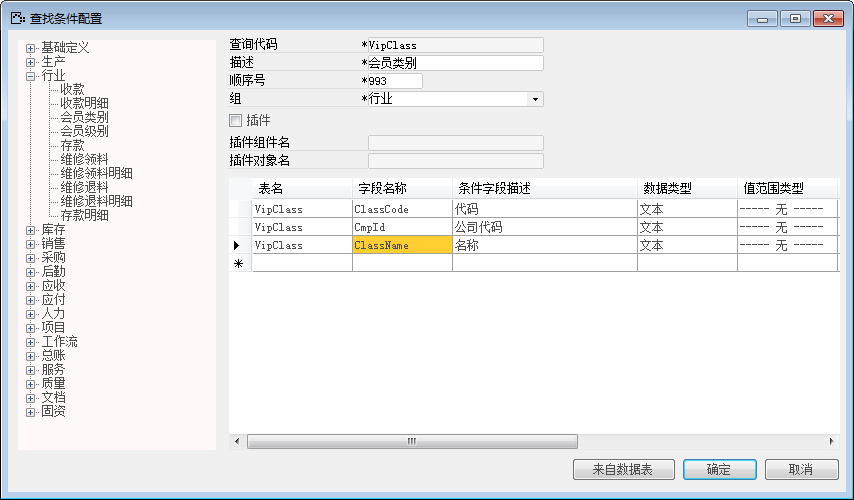 查找条件配置
基础定义
生产
行业
收款
收款明细
会员类别
会员级别
存款
维修领料
维修领料明细
维修退料
维修退料明细
存款明细
库存
销售
采购
后勤
应收
应付
人力
项目
工作流
总账
服务
质量
文档
固资
查询代码 *VipClass
描述 *会员类别
顺序号 *993
组 *行业
插件
插件组件名
插件对象名
表名 字段名称 条件字段描述 数据类型 值范围类型
VipClass ClassCode 代码 文本 ----- 无 -----
VipClass CmpId 公司代码 文本 ----- 无 -----
VipClass ClassName 名称 文本 ----- 无 -----
来自数据表 确定 取消